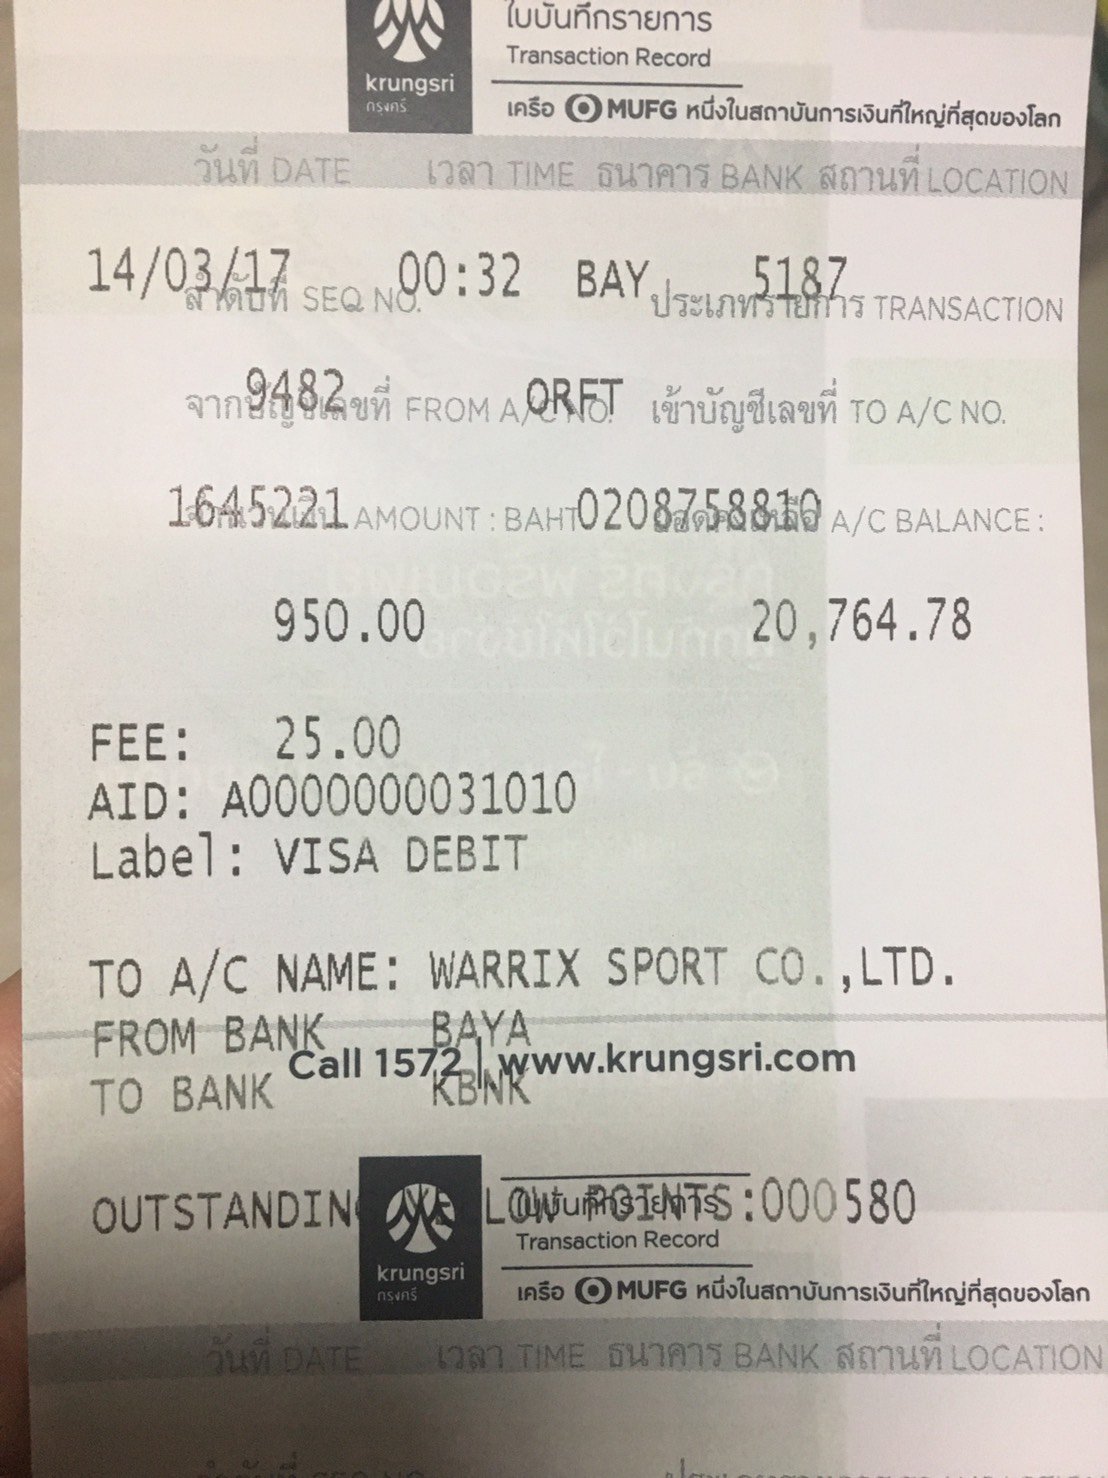 ใบบันทึกรายการ
Transaction Record
krungsri
กรุงศรี
เครือ MUFG หนึ่งในสถาบันการเงินที่ใหญ่ที่สุดของโลก
วันที่ DATE เวลา TIME ธนาคาร BANK สถานที่ LOCATION
14/03/17 00:32 BAY 5187
ลำดับที่ SEQ NO. ประเภทรายการ TRANSACTION
9482 ORFT
จากบัญชีเลขที่ FROM A/C NO. เข้าบัญชีเลขที่ TO A/C NO.
1645221 0208758810
จำนวนเงิน AMOUNT : BAHT ยอดคงเหลือ A/C BALANCE :
950.00 20,764.78
FEE: 25.00
AID: A0000000031010
Label: VISA DEBIT
TO A/C NAME: WARRIX SPORT CO.,LTD.
FROM BANK BAYA
Call 1572 | www.krungsri.com
TO BANK KBNK
OUTSTANDING YELLOW POINTS:000580
ใบบันทึกรายการ
Transaction Record
krungsri
กรุงศรี
เครือ MUFG หนึ่งในสถาบันการเงินที่ใหญ่ที่สุดของโลก
วันที่ DATE เวลา TIME ธนาคาร BANK สถานที่ LOCATION